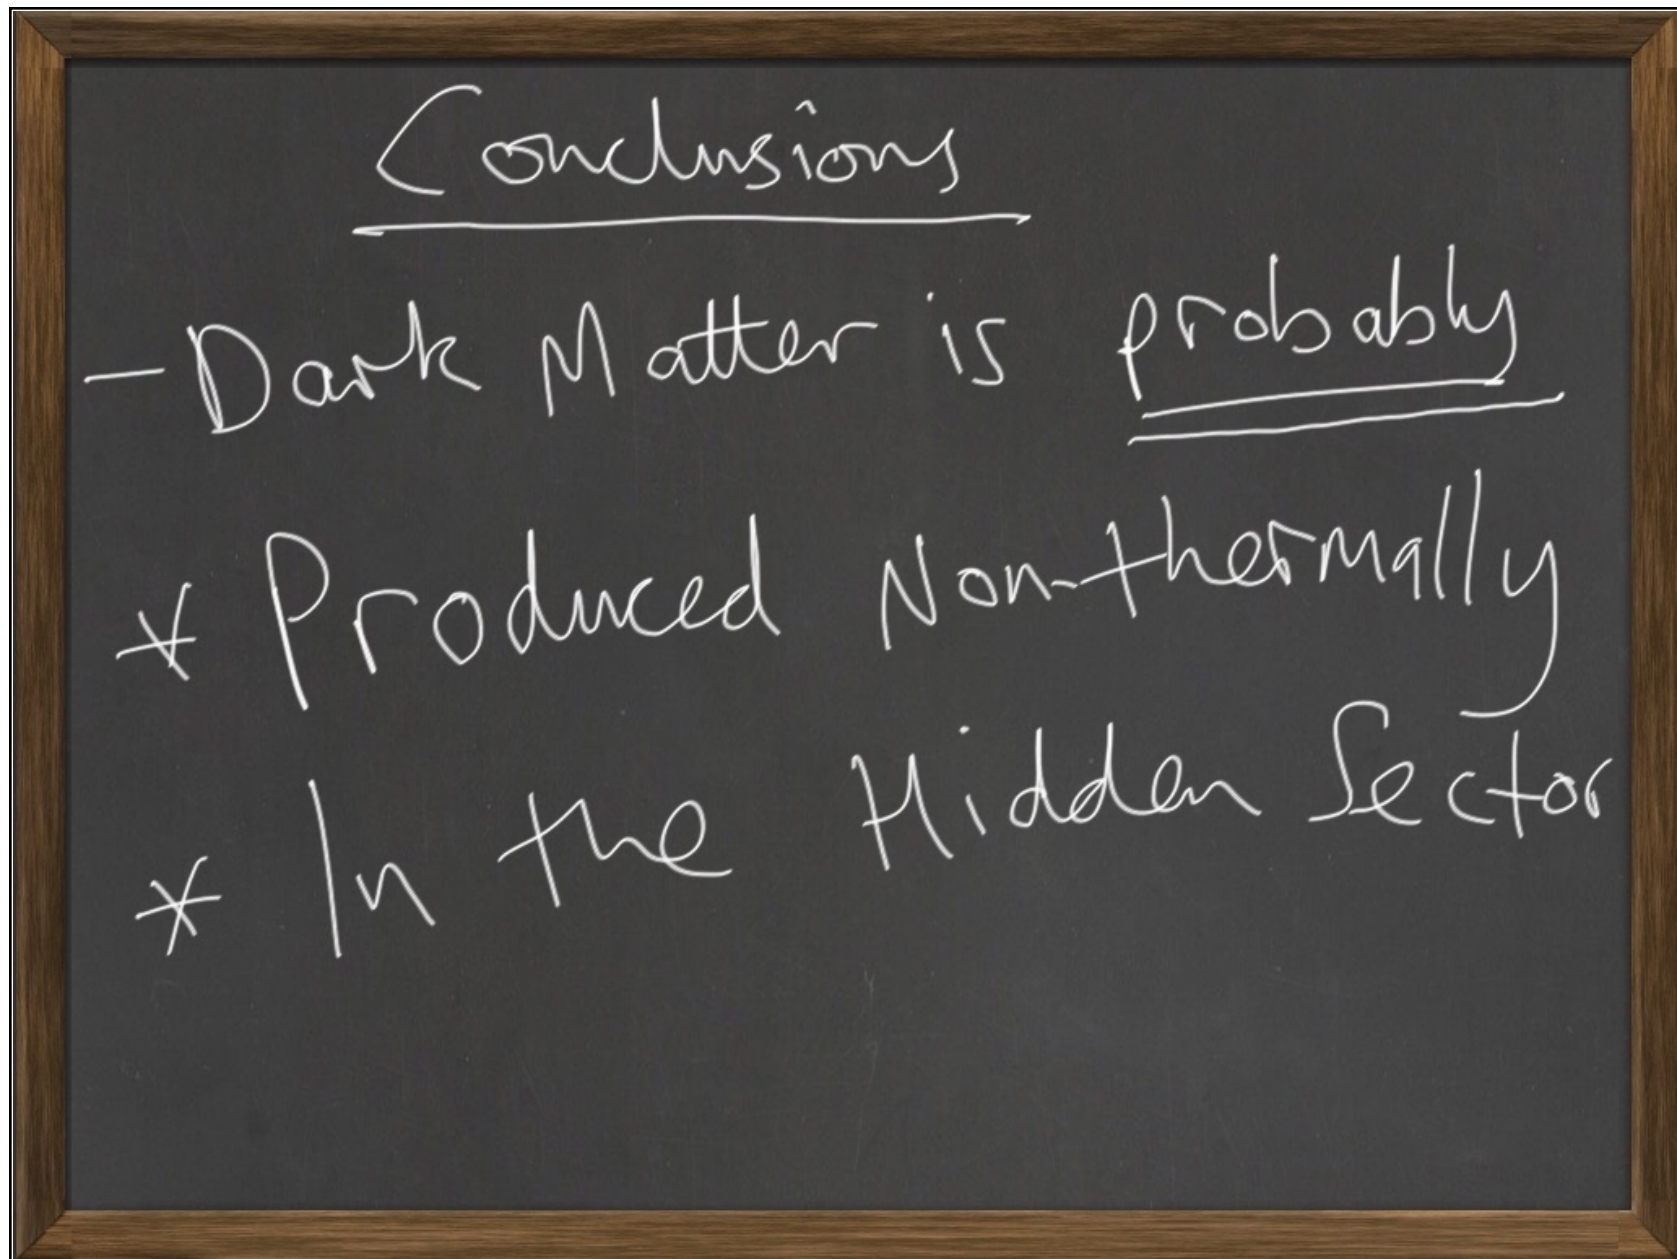 Conclusions
- Dark Matter is probably
* Produced Non-thermally
* In the Hidden Sector